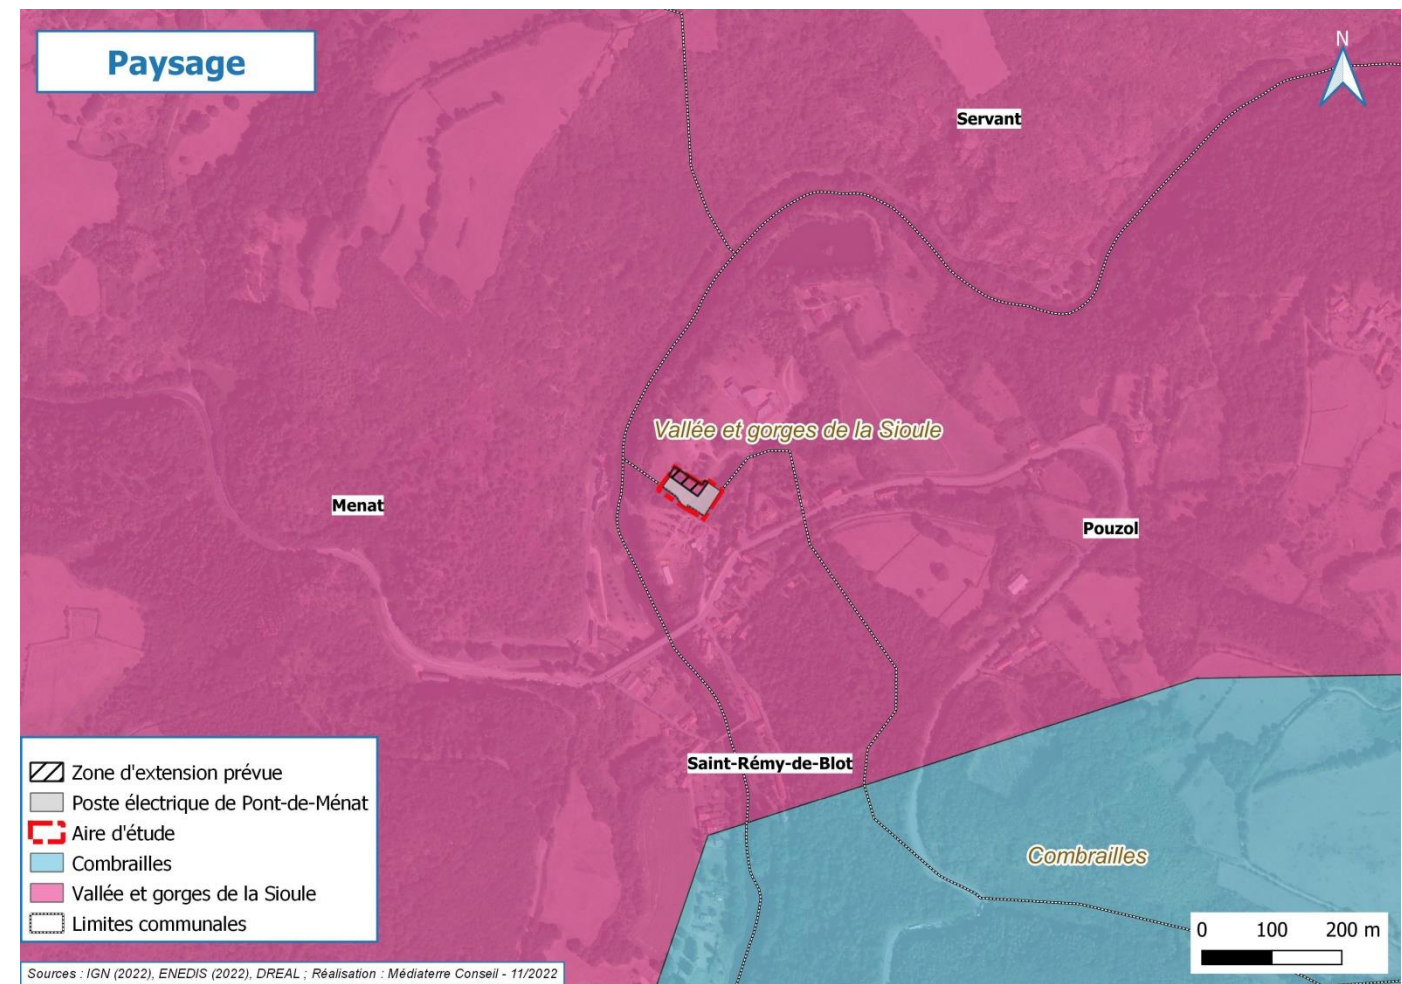 Paysage
N
Servant
Vallée et gorges de la Sioule
Menat
Pouzol
Saint-Rémy-de-Blot
Combrailles
Zone d'extension prévue
Poste électrique de Pont-de-Ménat
Aire d'étude
Combrailles
Vallée et gorges de la Sioule
Limites communales
0 100 200 m
Sources : IGN (2022), ENEDIS (2022), DREAL ; Réalisation : Médiaterre Conseil - 11/2022